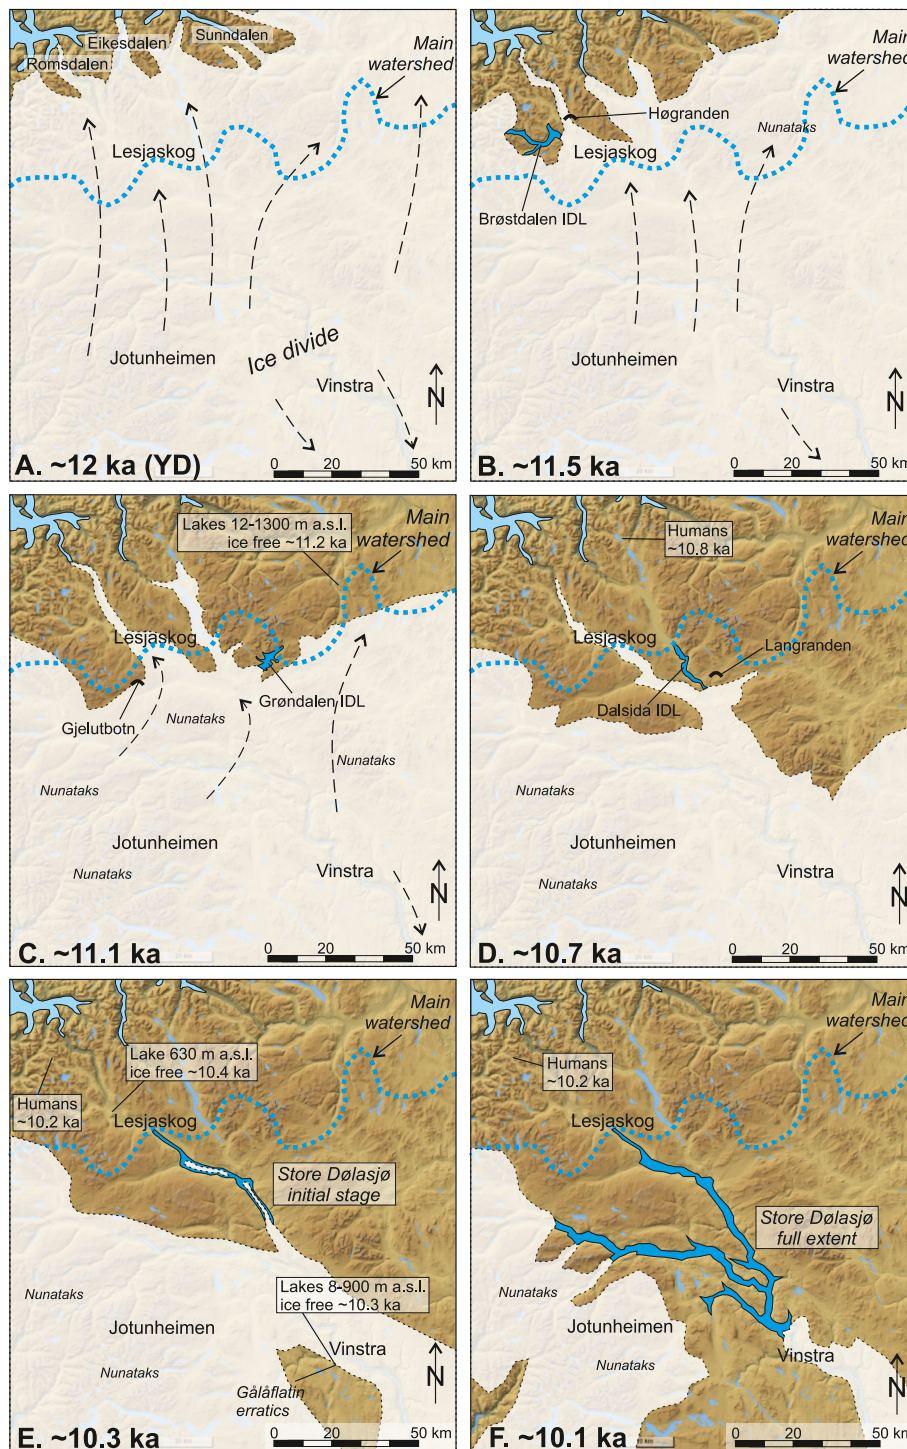 Eikesdalen
Sunndalen
Romsdalen
Main
watershed
Lesjaskog
Jotunheimen
Ice divide
Vinstra
N
A. ~12 ka (YD)
0 20 50 km
Main
watershed
Høgranden
Nunataks
Lesjaskog
Brøstdalen IDL
Jotunheimen
Vinstra
N
B. ~11.5 ka
0 20 50 km
Lakes 12-1300 m a.s.l.
ice free ~11.2 ka
Main
watershed
Lesjaskog
Grøndalen IDL
Gjelutbotn
Nunataks
Nunataks
Nunataks
Jotunheimen
Nunataks
Vinstra
N
C. ~11.1 ka
0 20 50 km
Humans
~10.8 ka
Main
watershed
Lesjaskog
Langranden
Dalsida IDL
Nunataks
Jotunheimen
Vinstra
Nunataks
N
D. ~10.7 ka
0 20 50 km
Main
watershed
Lake 630 m a.s.l.
ice free ~10.4 ka
Humans
~10.2 ka
Lesjaskog
Store Dølasjø
initial stage
Lakes 8-900 m a.s.l.
ice free ~10.3 ka
Nunataks
Jotunheimen
Vinstra
Nunataks
Gålåflatin
erratics
N
E. ~10.3 ka
0 20 50 km
Main
watershed
Humans
~10.2 ka
Lesjaskog
Store Dølasjø
full extent
Nunataks
Jotunheimen
Vinstra
Nunataks
N
F. ~10.1 ka
0 20 50 km